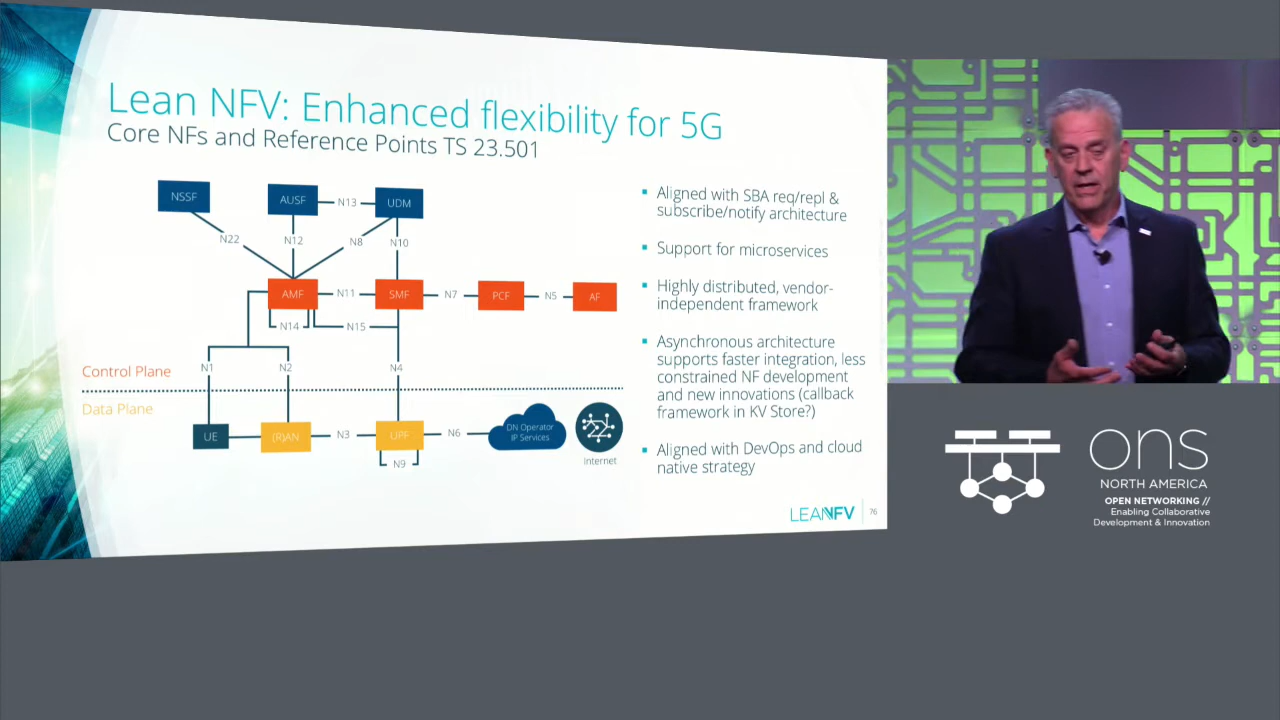 Lean NFV: Enhanced flexibility for 5G
Core NFs and Reference Points TS 23.501
NSSF
AUSF
N13
UDM
N22
N12
N8
N10
AMF
N11
SMF
N7
PCF
N5
AF
N14
N15
Control Plane
N1
N2
N4
Data Plane
UE
(R)AN
N3
UPF
N6
DN Operator
IP Services
N9
Internet
▪ Aligned with SBA req/repl &
subscribe/notify architecture
▪ Support for microservices
▪ Highly distributed, vendor-
independent framework
▪ Asynchronous architecture
supports faster integration, less
constrained NF development
and new innovations (callback
framework in KV Store?)
▪ Aligned with DevOps and cloud
native strategy
LEANFV
76
ons
NORTH AMERICA
OPEN NETWORKING //
Enabling Collaborative
Development & Innovation